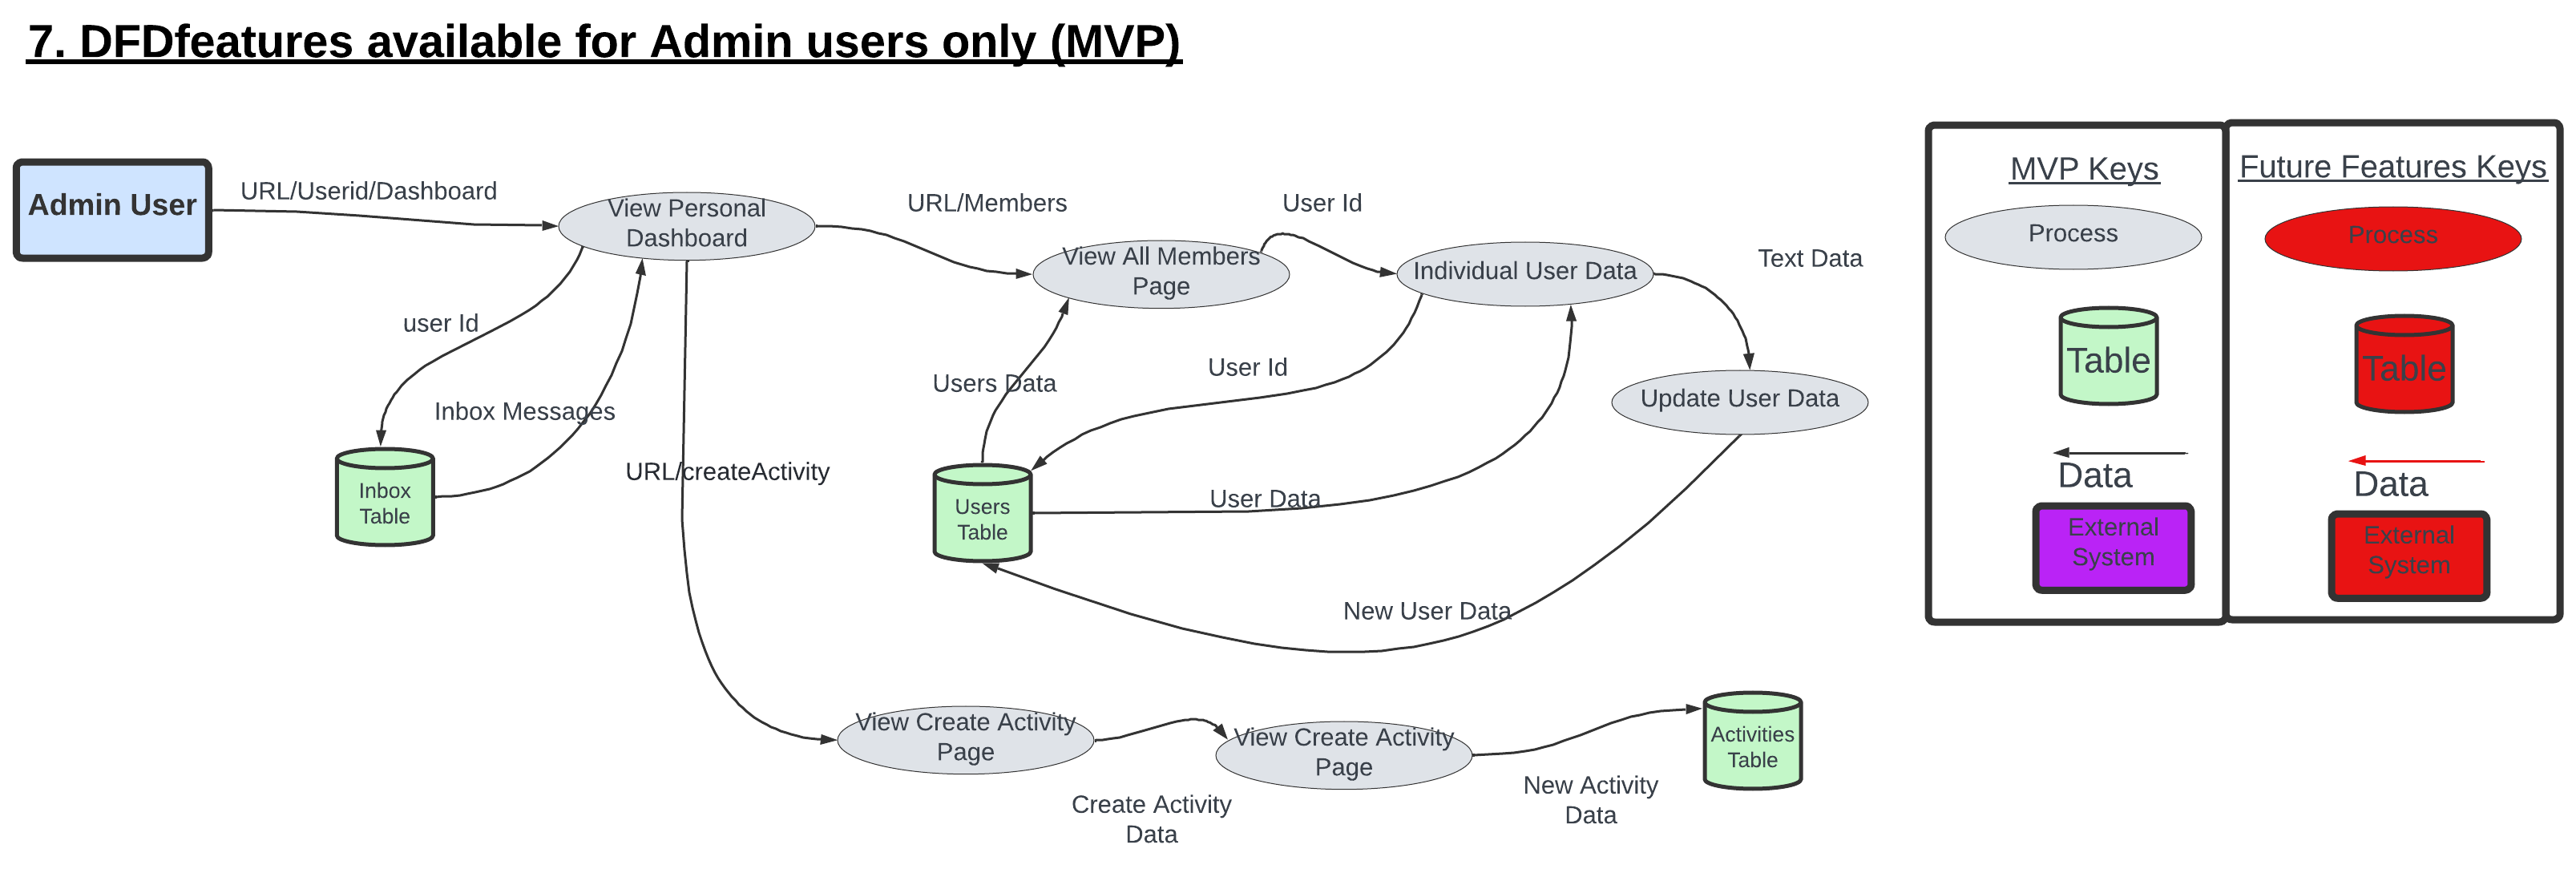 7. DFDfeatures available for Admin users only (MVP)
Admin User
URL/Userid/Dashboard
View Personal
Dashboard
URL/Members
View All Members
Page
User Id
Individual User Data
Text Data
Update User Data
user Id
Inbox Messages
Inbox
Table
URL/createActivity
Users Data
User Id
Users
Table
User Data
New User Data
View Create Activity
Page
Create Activity
Data
View Create Activity
Page
New Activity
Data
Activities
Table
MVP Keys
Process
Table
Data
External
System
Future Features Keys
Process
Table
Data
External
System